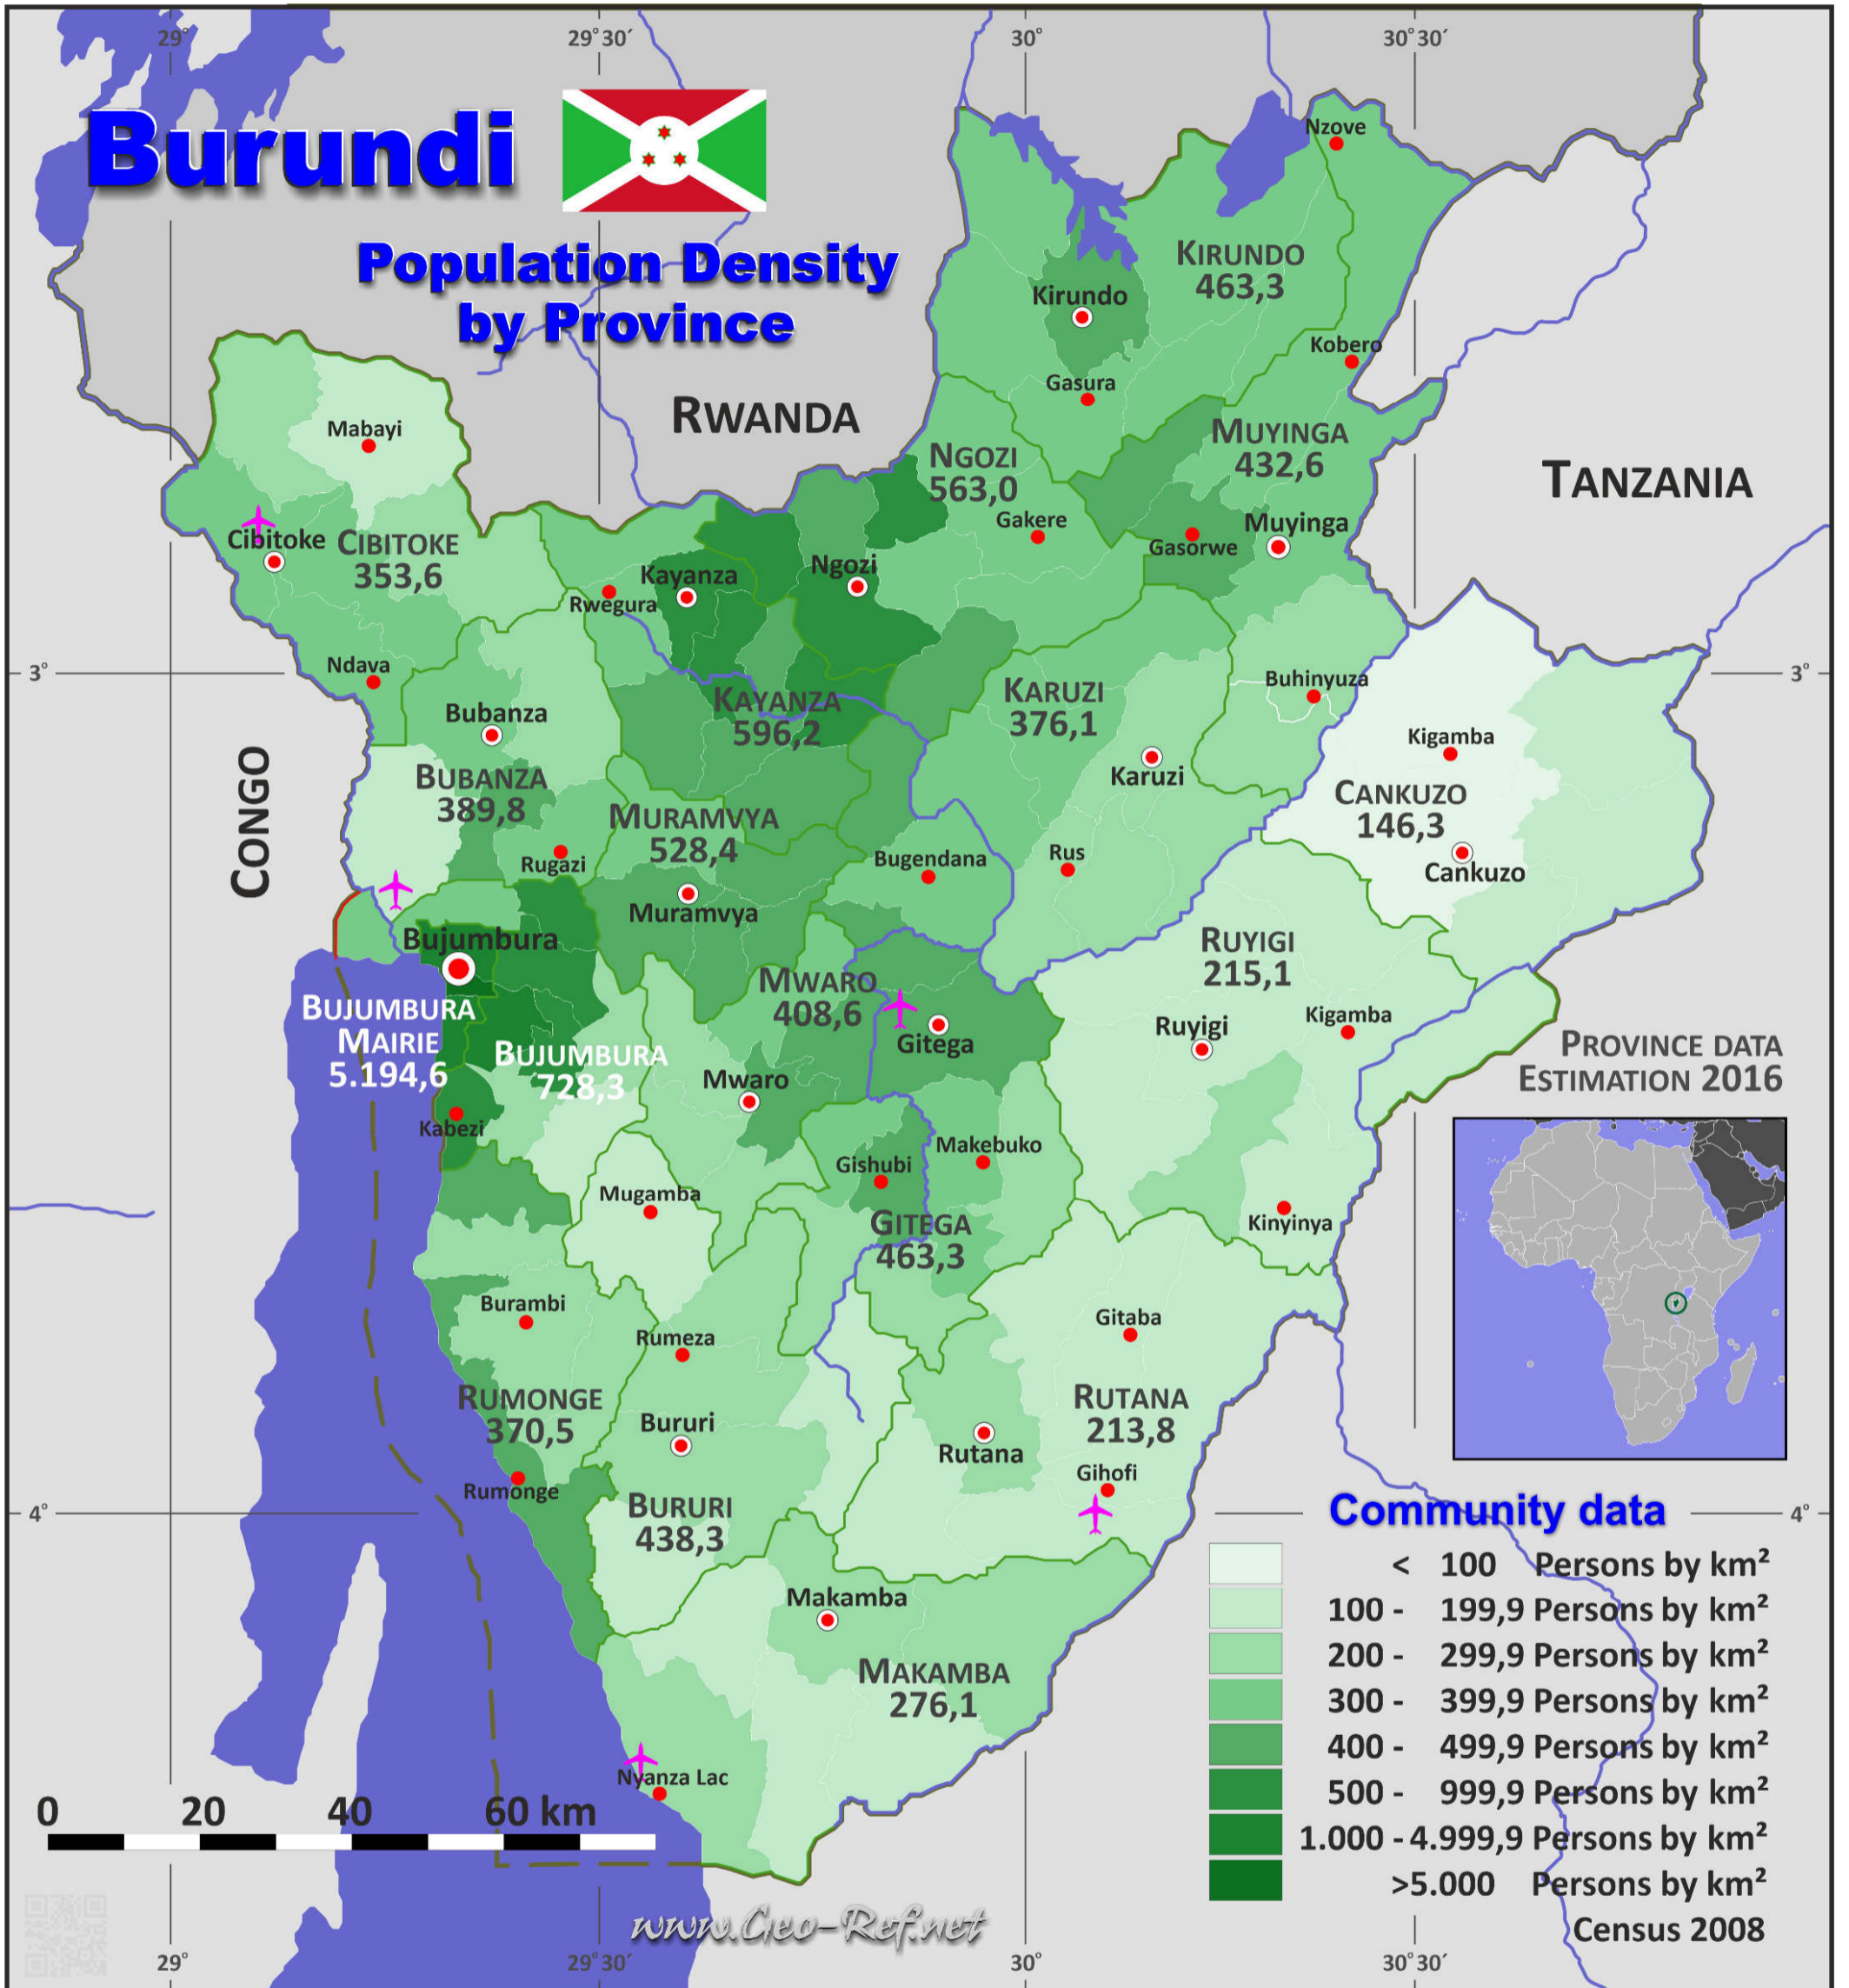 29°
29°30′
30°
30°30′
Burundi
Population Density
by Province
Nzove
KIRUNDO
463,3
Kirundo
Kobero
Gasura
RWANDA
Mabayi
MUYINGA
432,6
NGOZI
563,0
TANZANIA
Gakere
Muyinga
Gasorwe
Cibitoke
CIBITOKE
353,6
Ngozi
Kayanza
Rwegura
3°
Ndava
3°
Buhinyuza
KARUZI
376,1
KAYANZA
596,2
Bubanza
Kigamba
Karuzi
BUBANZA
389,8
CANKUZO
146,3
CONGO
MURAMVYA
528,4
Rugazi
Bugendana
Rus
Cankuzo
Muramvya
Bujumbura
RUYIGI
215,1
MWARO
408,6
BUJUMBURA
MAIRIE
5.194,6
Ruyigi
Kigamba
Gitega
BUJUMBURA
728,3
PROVINCE DATA
ESTIMATION 2016
Mwaro
Kabezi
Makebuko
Gishubi
Mugamba
Kinyinya
GITEGA
463,3
Burambi
Gitaba
Rumeza
RUMONGE
370,5
RUTANA
213,8
Bururi
Rutana
Gihofi
Rumonge
BURURI
438,3
4°
4°
Makamba
MAKAMBA
276,1
Nyanza Lac
Community data
< 100 Persons by km²
100 - 199,9 Persons by km²
200 - 299,9 Persons by km²
300 - 399,9 Persons by km²
400 - 499,9 Persons by km²
500 - 999,9 Persons by km²
1.000 - 4.999,9 Persons by km²
>5.000 Persons by km²
Census 2008
0 20 40 60 km
www.Geo-Ref.net
29°
29°30′
30°
30°30′